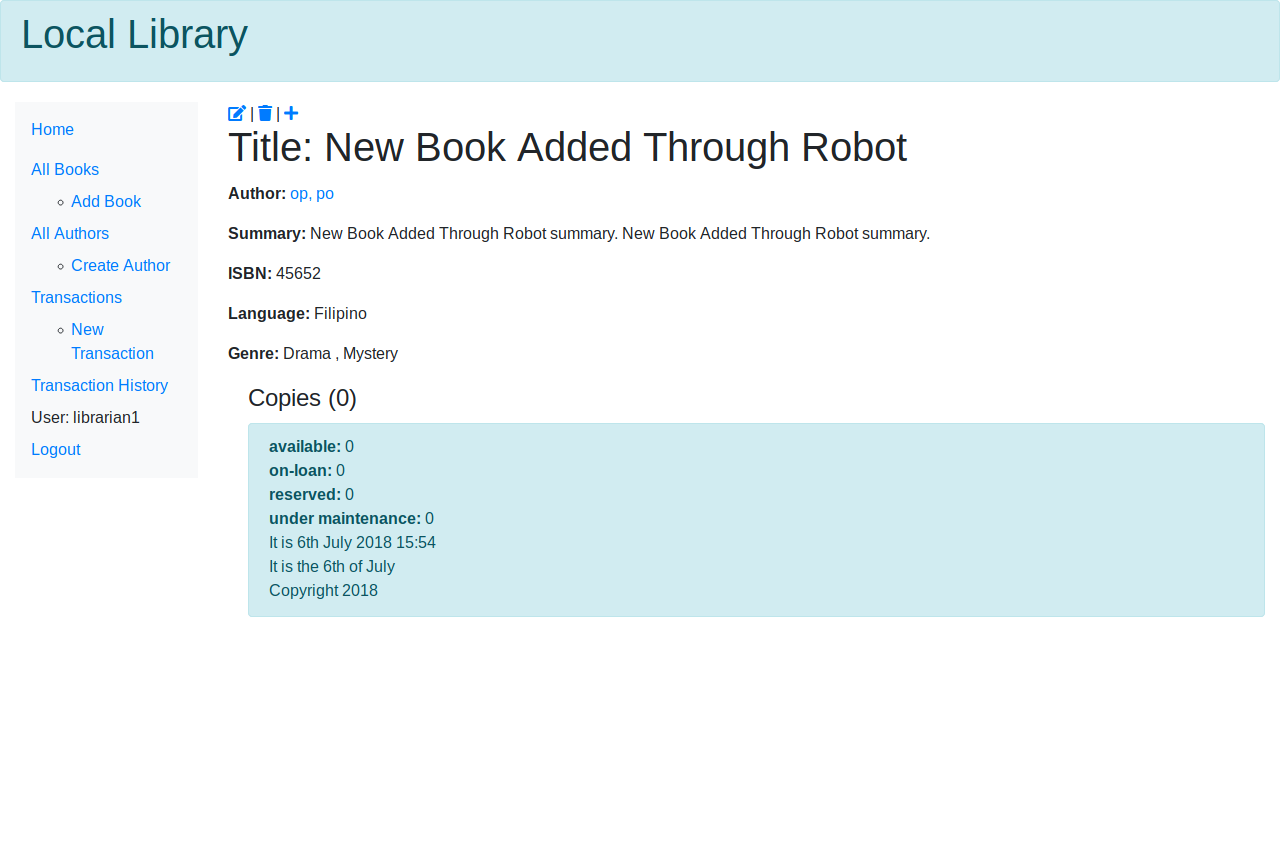 Local Library
Home
All Books
Add Book
All Authors
Create Author
Transactions
New
Transaction
Transaction History
User: librarian1
Logout
| |
Title: New Book Added Through Robot
Author: op, po
Summary: New Book Added Through Robot summary. New Book Added Through Robot summary.
ISBN: 45652
Language: Filipino
Genre: Drama , Mystery
Copies (0)
available: 0
on-loan: 0
reserved: 0
under maintenance: 0
It is 6th July 2018 15:54
It is the 6th of July
Copyright 2018